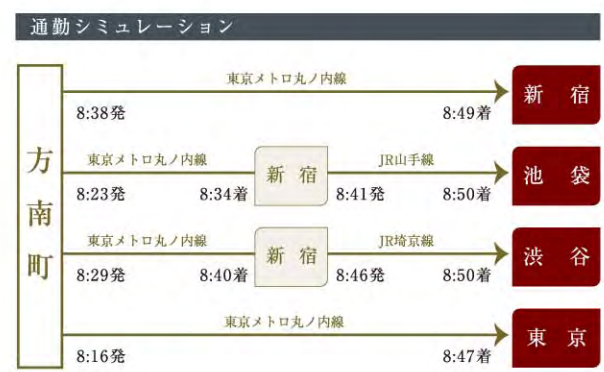 通勤シミュレーション
方南町
東京メトロ丸ノ内線
8:38発 8:49着
新宿
東京メトロ丸ノ内線 JR山手線
8:23発 8:34着 新宿 8:41発 8:50着
池袋
東京メトロ丸ノ内線 JR埼京線
8:29発 8:40着 新宿 8:46発 8:50着
渋谷
東京メトロ丸ノ内線
8:16発 8:47着
東京